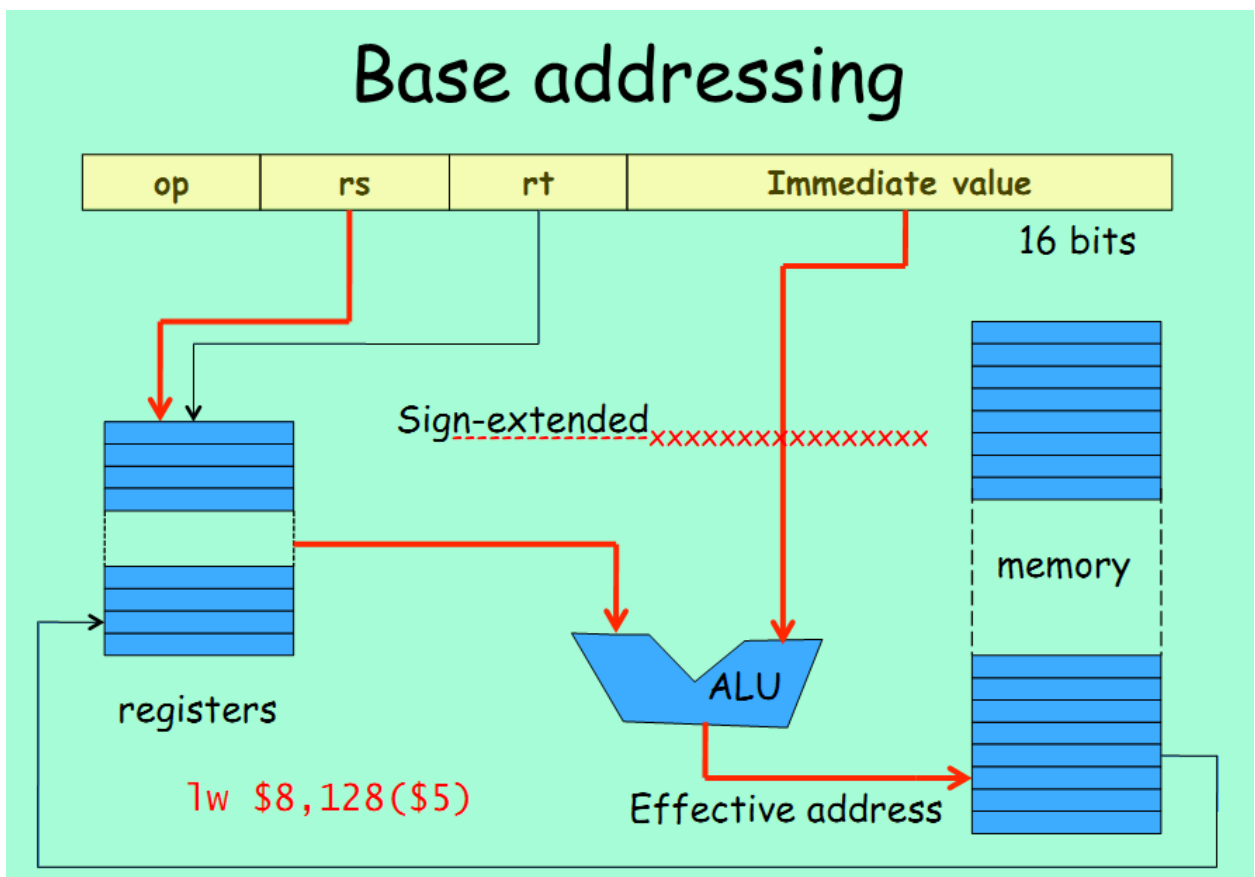 Base addressing
op rs rt Immediate value
16 bits
Sign-extended xxxxxxxxxxxxxxxx
memory
ALU
registers
lw $8,128($5)
Effective address